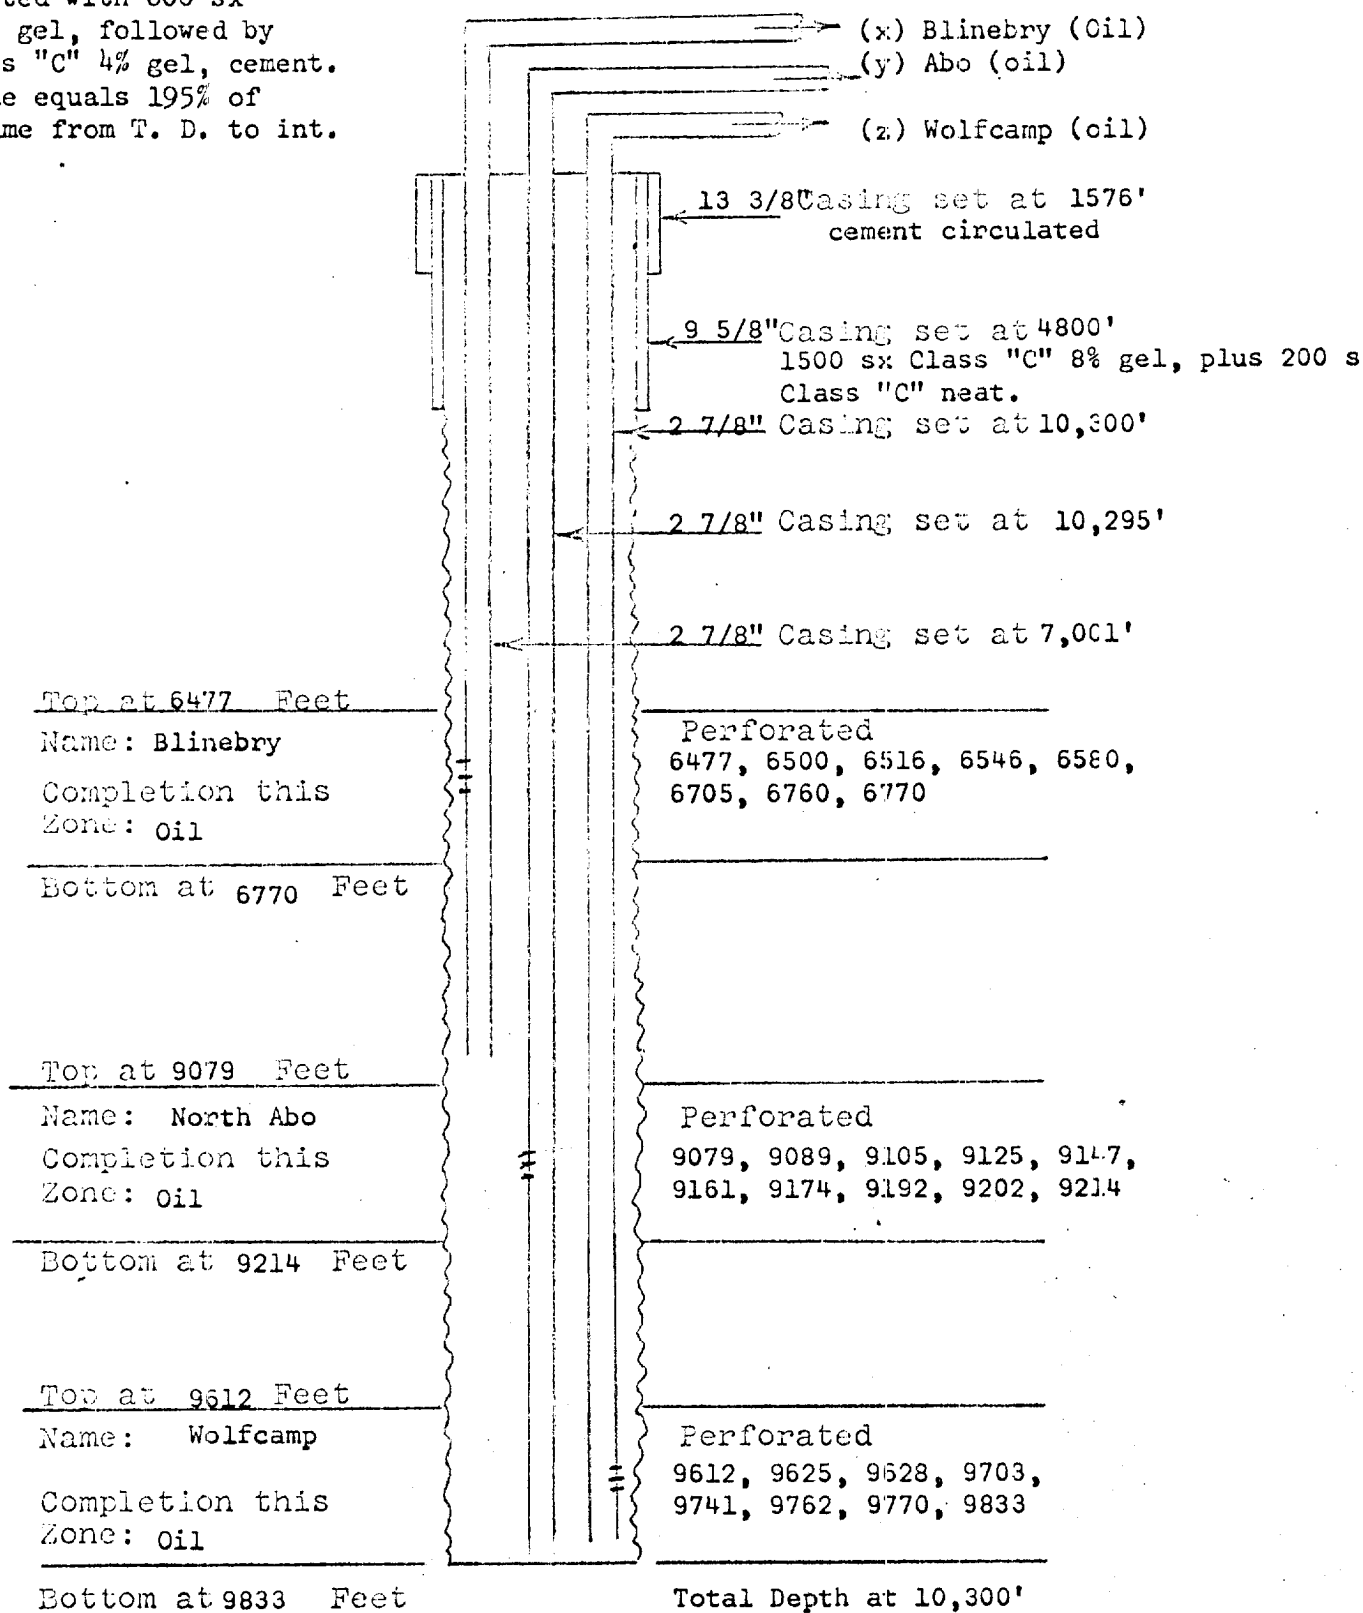 gel, followed by
"C" 4% gel, cement.
equals 195% of
from T. D. to int.
(x) Blinebry (Oil)
(y) Abo (oil)
(z) Wolfcamp (oil)
13 3/8" Casing set at 1576'
cement circulated
9 5/8" Casing set at 4800'
1500 sx Class "C" 8% gel, plus 200 s
Class "C" neat.
2 7/8" Casing set at 10,300'
2 7/8" Casing set at 10,295'
2 7/8" Casing set at 7,001'
Top at 6477 Feet
Name: Blinebry
Completion this
Zone: Oil
Bottom at 6770 Feet
Perforated
6477, 6500, 6516, 6546, 6580,
6705, 6760, 6770
Top at 9079 Feet
Name: North Abo
Completion this
Zone: Oil
Bottom at 9214 Feet
Perforated
9079, 9089, 9105, 9125, 9147,
9161, 9174, 9192, 9202, 9214
Top at 9612 Feet
Name: Wolfcamp
Completion this
Zone: Oil
Bottom at 9833 Feet
Perforated
9612, 9625, 9628, 9703,
9741, 9762, 9770, 9833
Total Depth at 10,300'